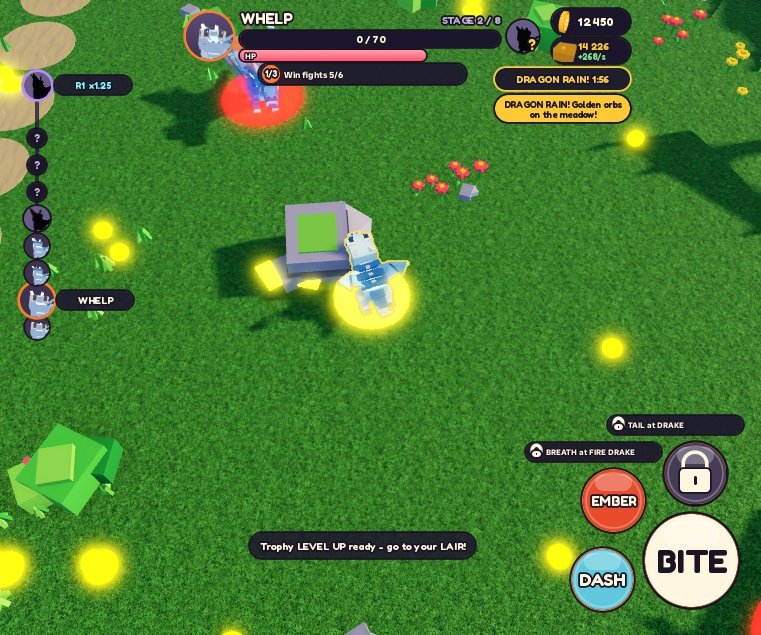 WHELP
STAGE 2 / 8
0 / 70
HP
1/3 Win fights 5/6
?
12 450
14 226
+268/s
DRAGON RAIN! 1:56
DRAGON RAIN! Golden orbs
on the meadow!
R1 x1.25
?
?
?
WHELP
TAIL at DRAKE
BREATH at FIRE DRAKE
EMBER
BITE
DASH
Trophy LEVEL UP ready - go to your LAIR!